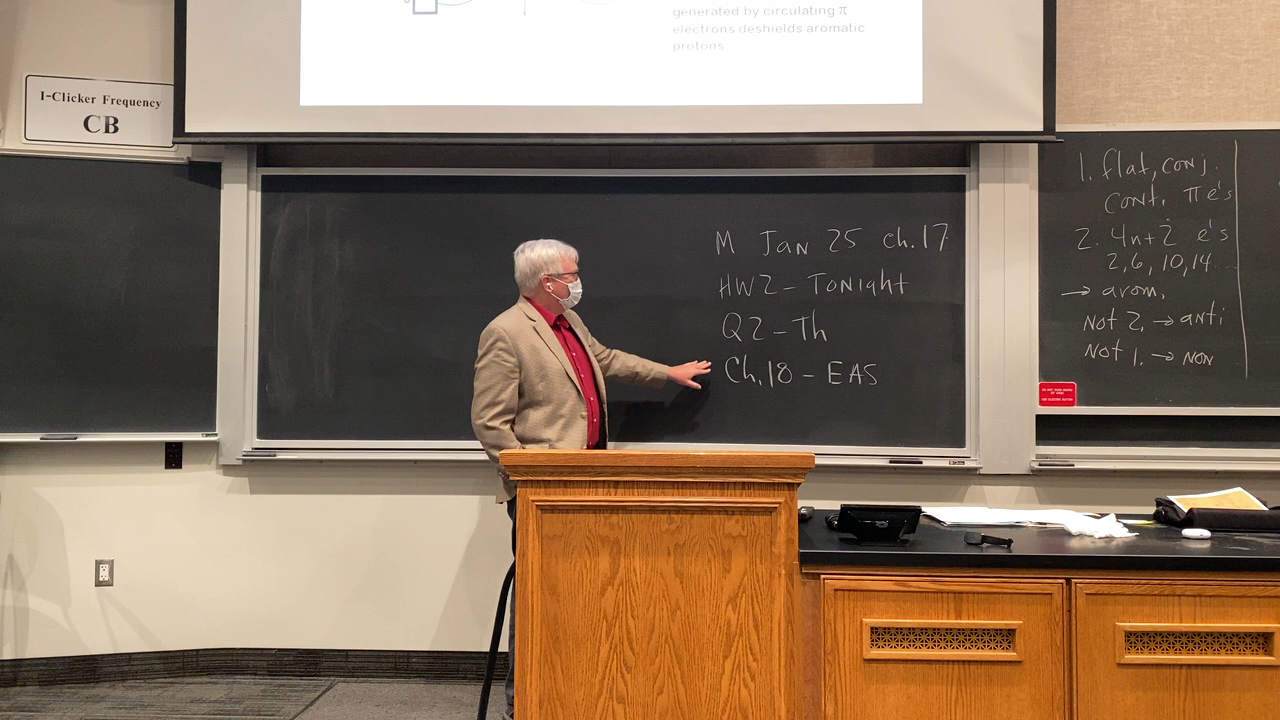 generated by circulating π
electrons deshields aromatic
protons
I-Clicker Frequency
CB
M Jan 25 ch.17
HW2 - Tonight
Q2 - Th
Ch.18 - EAS
1. flat, conj.
cont. π e's
2. 4n+2 e's
2, 6, 10, 14...
→ arom.
Not 2. → anti
Not 1. → non